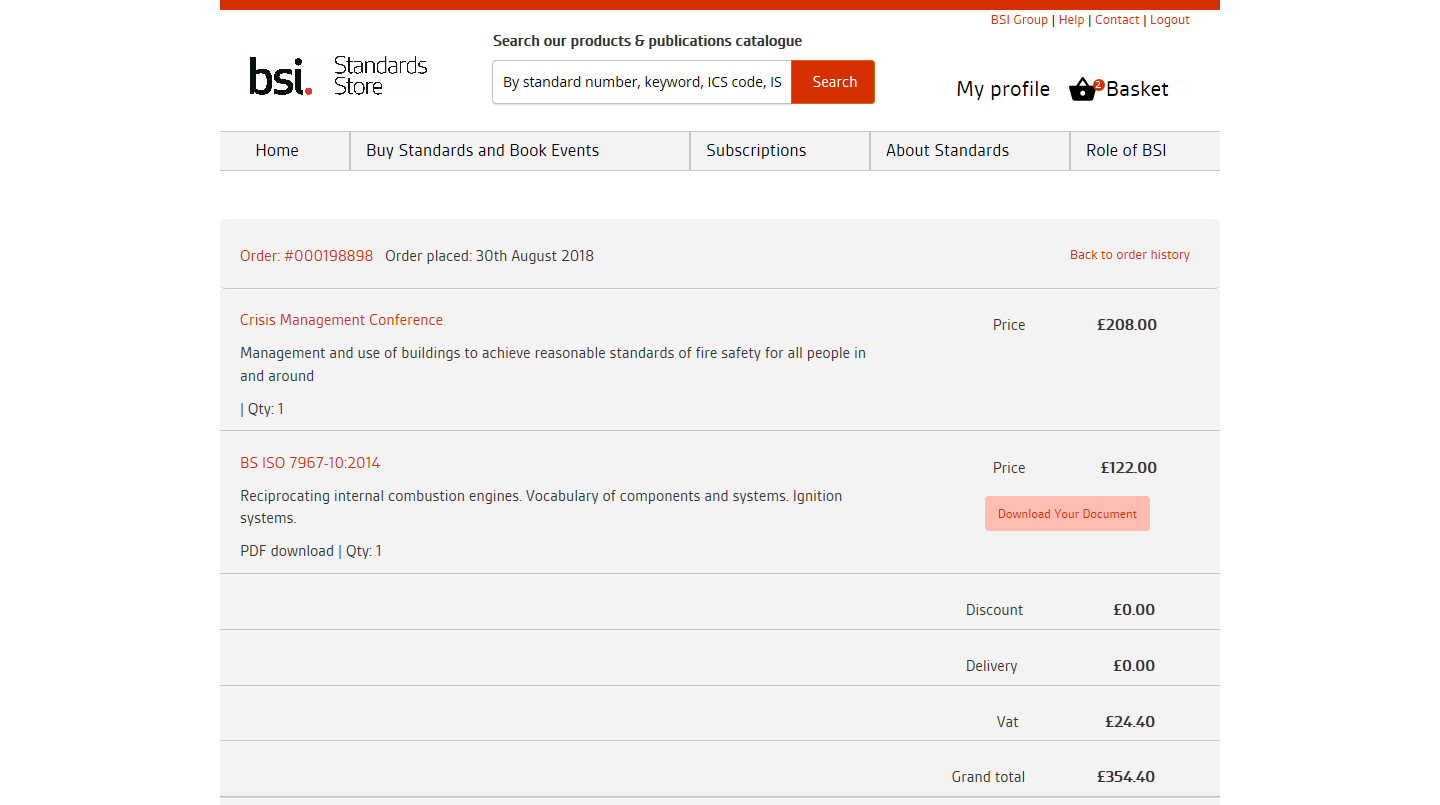 BSI Group | Help | Contact | Logout
Search our products & publications catalogue
bsi. Standards Store
By standard number, keyword, ICS code, IS
Search
My profile
2
Basket
Home
Buy Standards and Book Events
Subscriptions
About Standards
Role of BSI
Order: #000198898 Order placed: 30th August 2018
Back to order history
Crisis Management Conference
Price £208.00
Management and use of buildings to achieve reasonable standards of fire safety for all people in
and around
| Qty: 1
BS ISO 7967-10:2014
Price £122.00
Reciprocating internal combustion engines. Vocabulary of components and systems. Ignition
systems.
Download Your Document
PDF download | Qty: 1
Discount £0.00
Delivery £0.00
Vat £24.40
Grand total £354.40